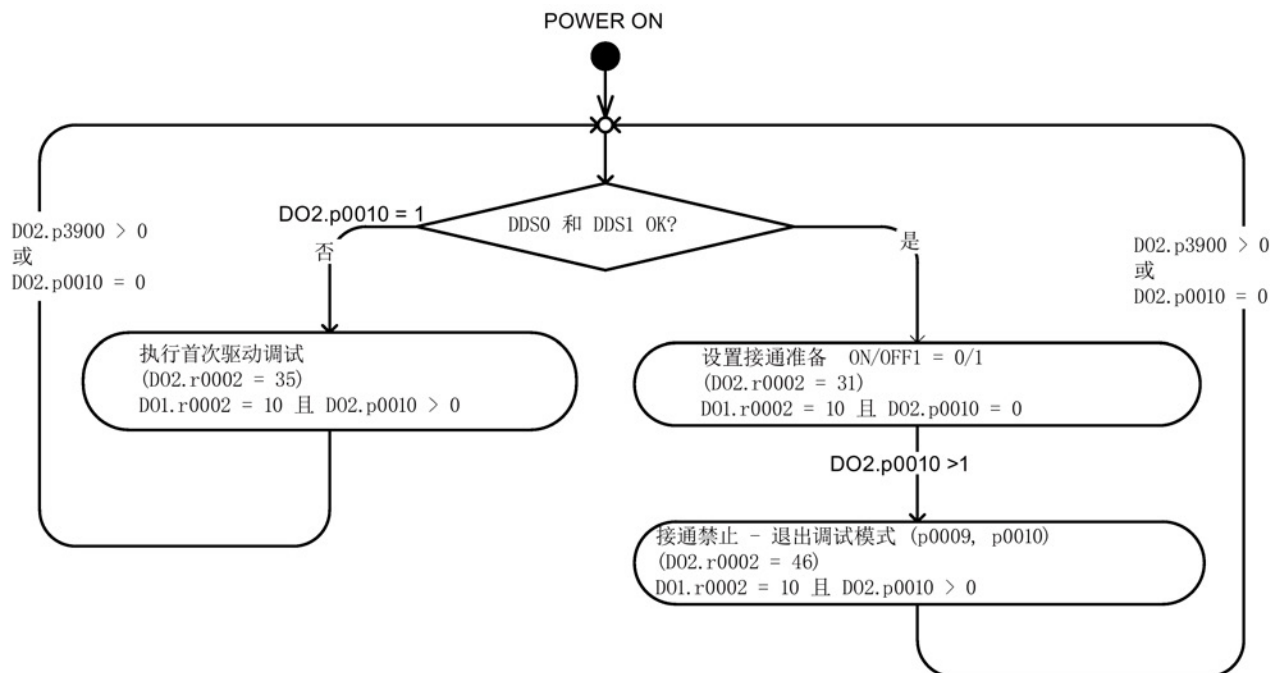 POWER ON
DDS0 和 DDS1 OK?
DO2.p0010 = 1
否
是
DO2.p3900 > 0
或
DO2.p0010 = 0
DO2.p3900 > 0
或
DO2.p0010 = 0
执行首次驱动调试
(DO2.r0002 = 35)
DO1.r0002 = 10 且 DO2.p0010 > 0
设置接通准备 ON/OFF1 = 0/1
(DO2.r0002 = 31)
DO1.r0002 = 10 且 DO2.p0010 = 0
DO2.p0010 >1
接通禁止 - 退出调试模式 (p0009, p0010)
(DO2.r0002 = 46)
DO1.r0002 = 10 且 DO2.p0010 > 0